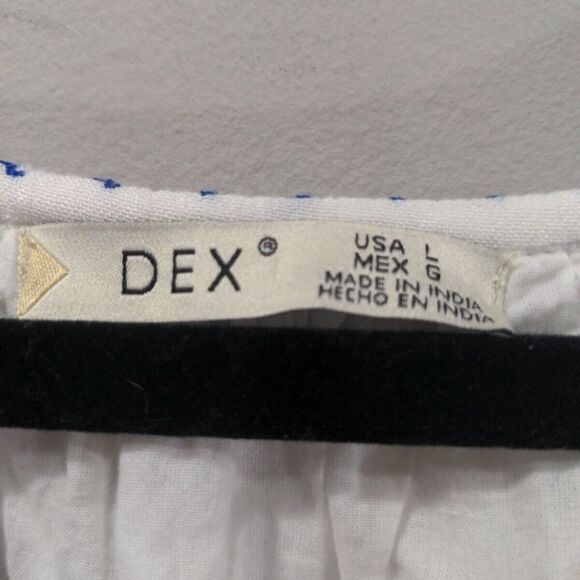 DEX®
USA L
MEX G
MADE IN INDIA
HECHO EN INDIA